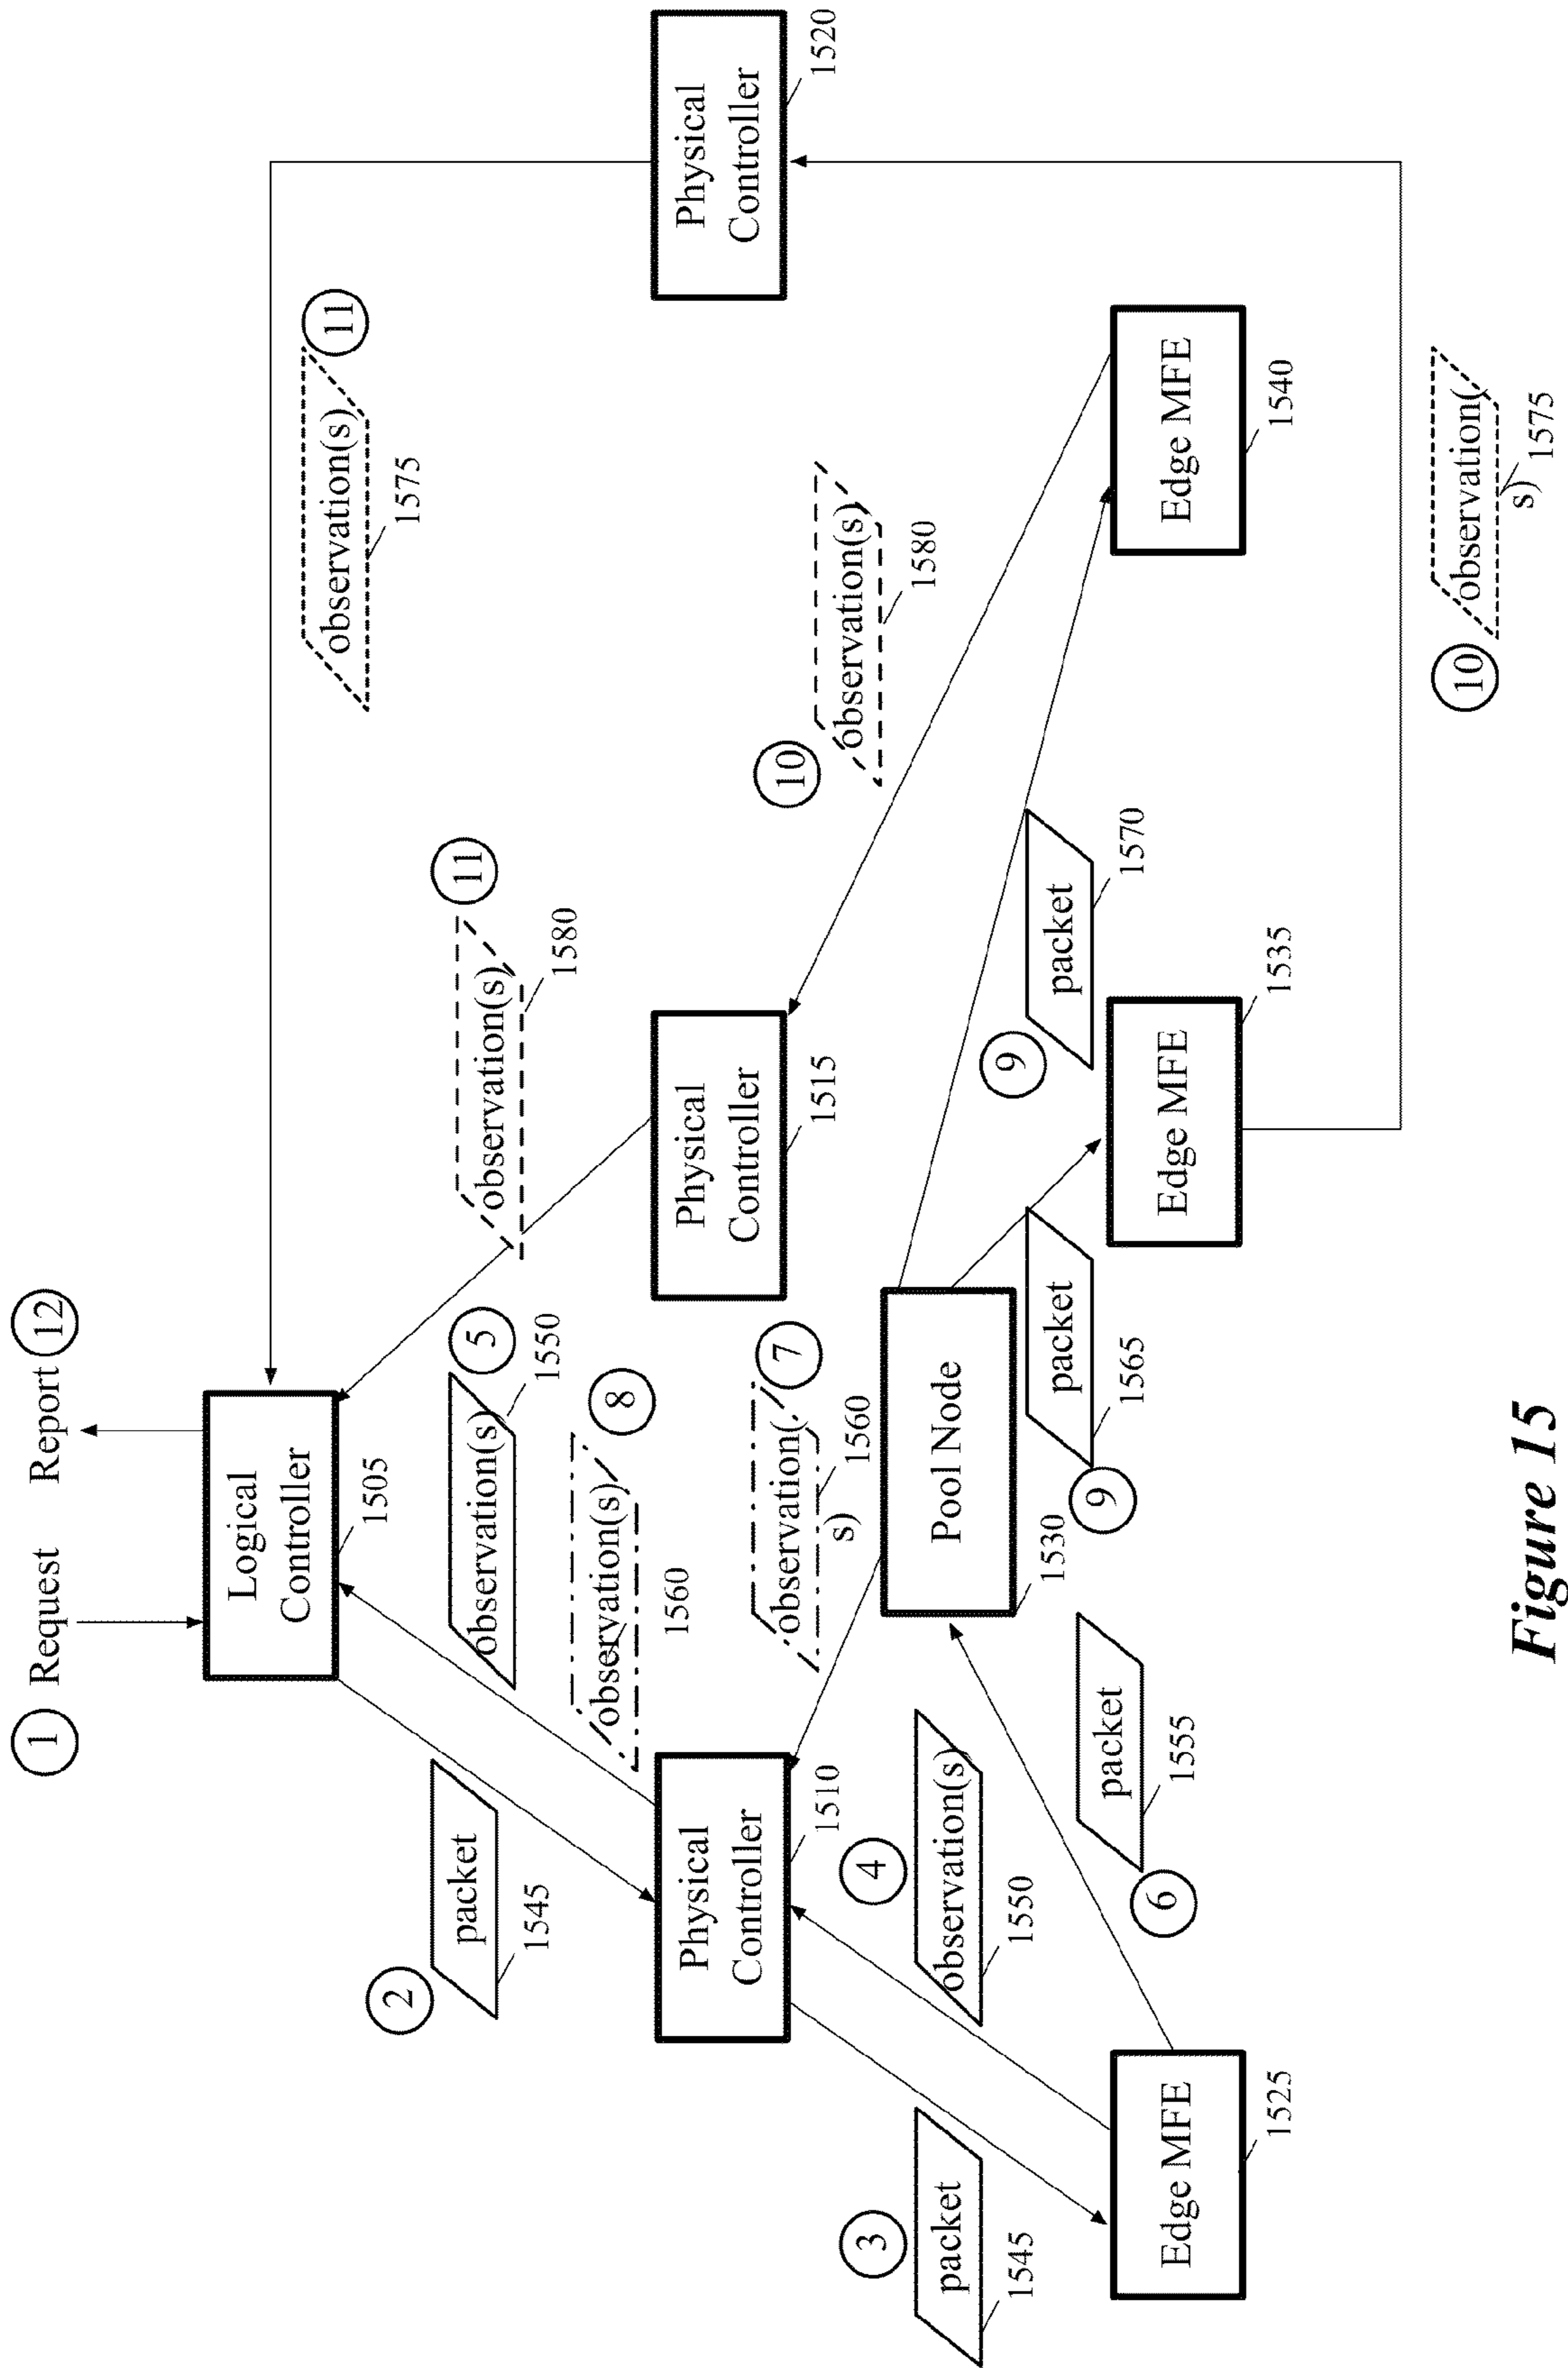 1
Request
Report
12
Logical
Controller
1505
2
packet
1545
observation(s)
5
1550
observation(s)
8
1560
observation(s)
11
1580
observation(s)
11
1575
Physical
Controller
1510
Physical
Controller
1515
Physical
Controller
1520
observation(
s)
7
1560
10
observation(s)
1580
3
packet
1545
4
observation(s)
1550
Pool Node
1530
6
packet
1555
9
packet
1565
9
packet
1570
Edge MFE
1525
Edge MFE
1535
Edge MFE
1540
10
observation(
s)
1575
Figure 15